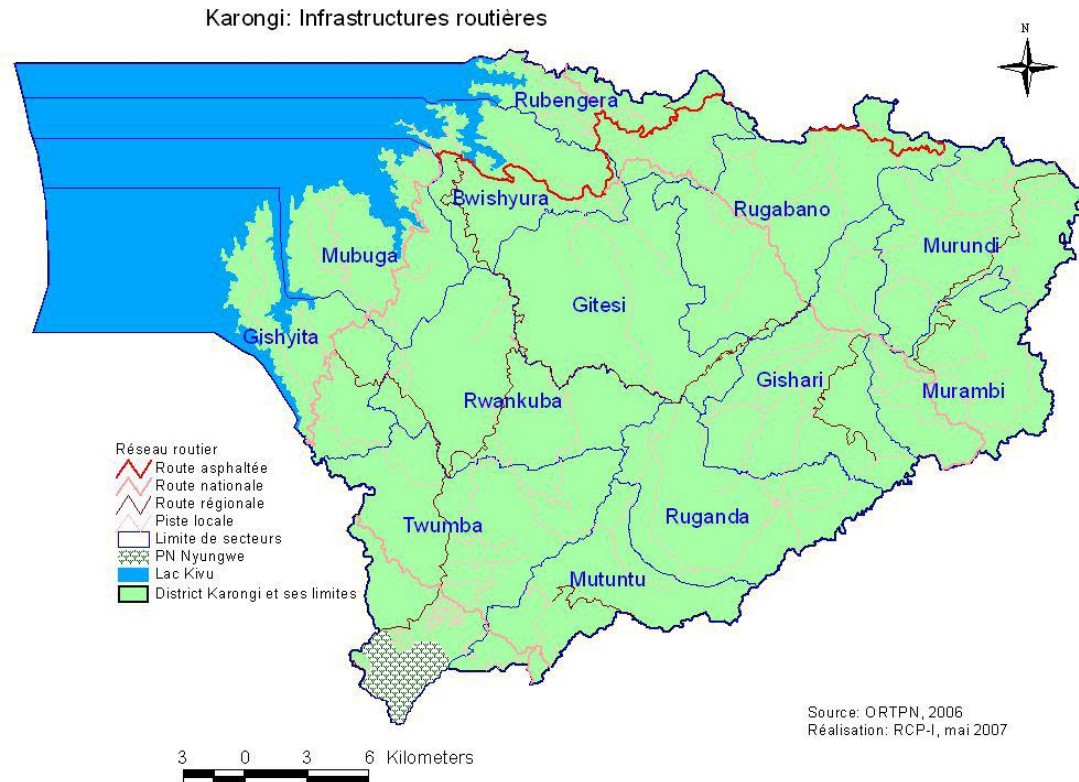 Karongi: Infrastructures routières
N
Rubengera
Bwishyura
Rugabano
Mubuga
Murundi
Gitesi
Gishyita
Gishari
Rwankuba
Murambi
Réseau routier
Route asphaltée
Route nationale
Route régionale
Piste locale
Limite de secteurs
PN Nyungwe
Lac Kivu
District Karongi et ses limites
Twumba
Ruganda
Mutuntu
Source: ORTPN, 2006
Réalisation: RCP-I, mai 2007
3 0 3 6 Kilometers